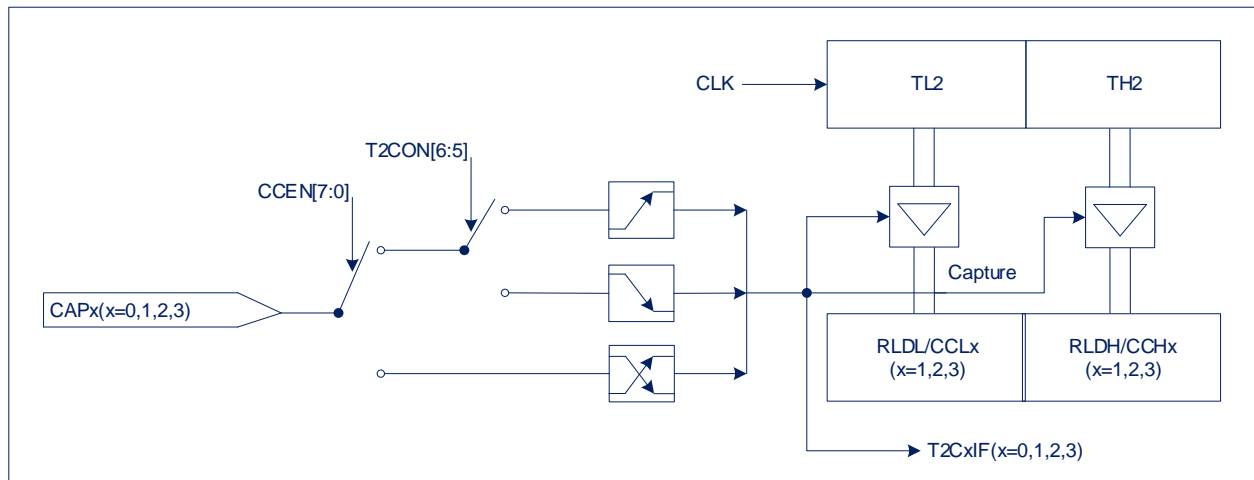 CLK
TL2
TH2
T2CON[6:5]
CCEN[7:0]
Capture
CAPx(x=0,1,2,3)
RLDL/CCLx
(x=1,2,3)
RLDH/CCHx
(x=1,2,3)
T2CxIF(x=0,1,2,3)